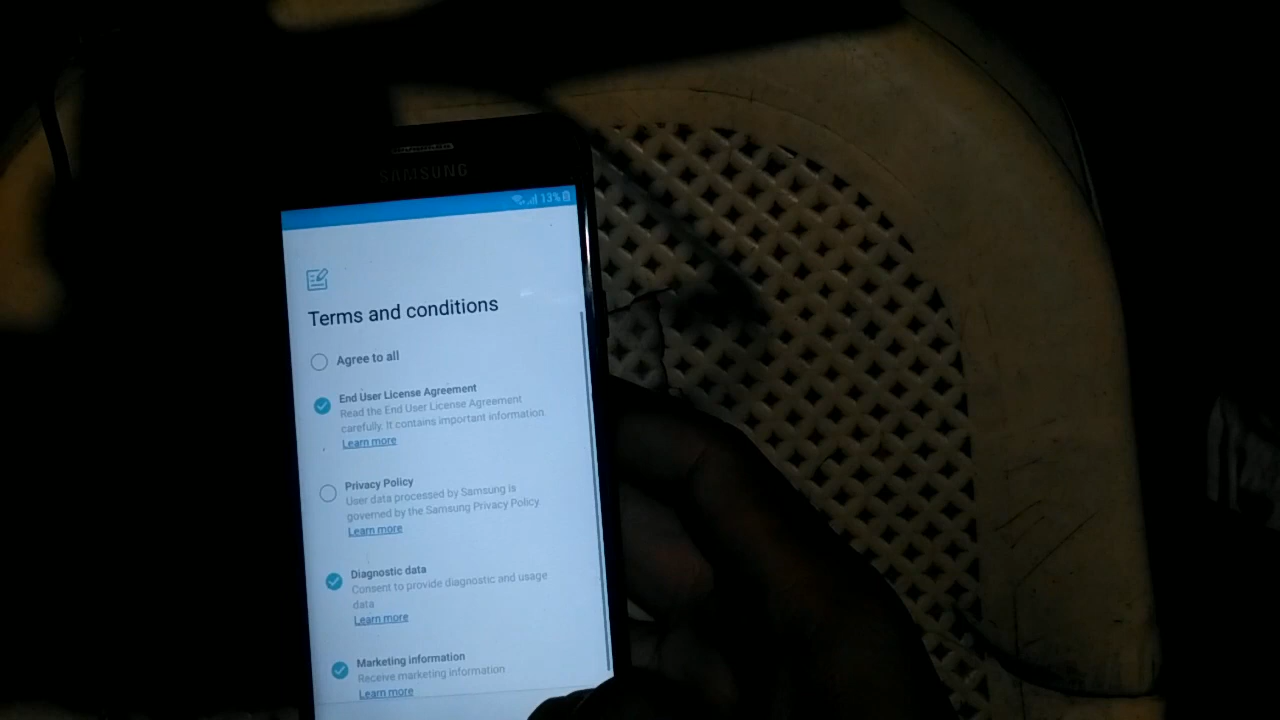 SAMSUNG
13%
Terms and conditions
Agree to all
End User License Agreement
Read the End User License Agreement
carefully. It contains important information.
Learn more
Privacy Policy
User data processed by Samsung is
governed by the Samsung Privacy Policy
Learn more
Diagnostic data
Consent to provide diagnostic and usage
data
Learn more
Marketing information
Receive marketing information
Learn more